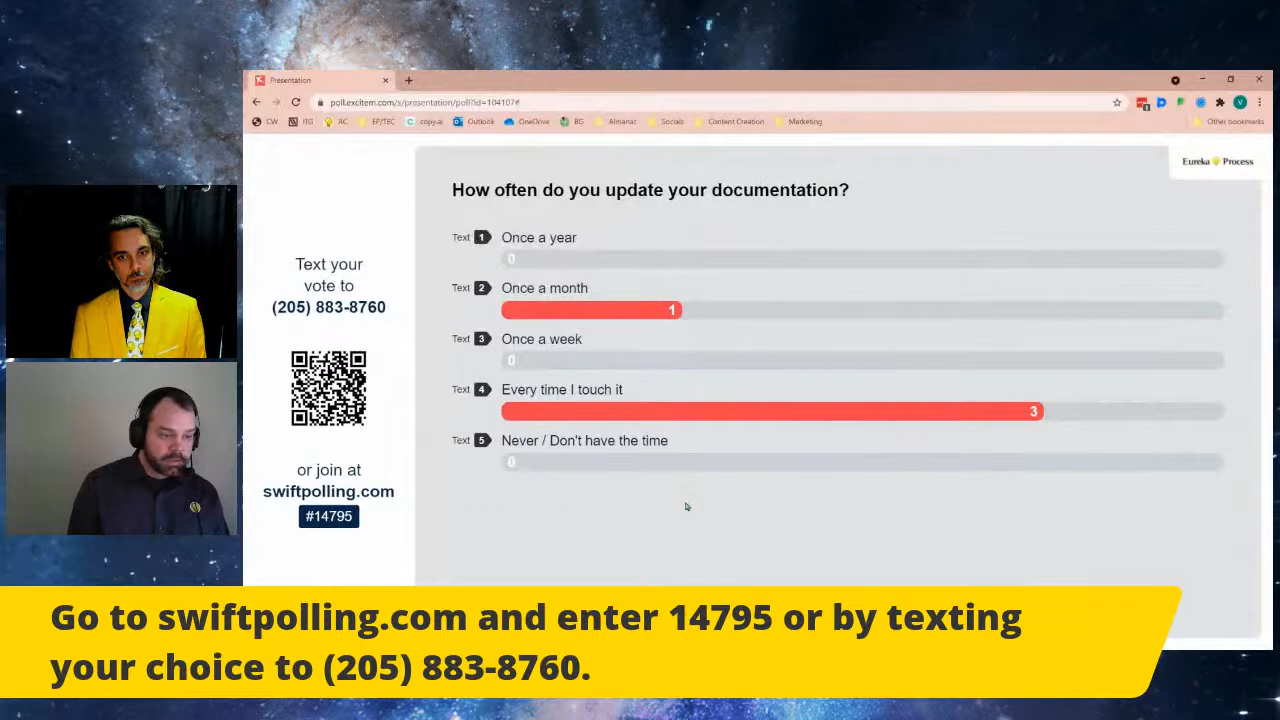 Presentation
poll.excitem.com/s/presentation/poll?id=104107#
CW ITG AC EP/TEC copy.ai Outlook OneDrive BG Almanac Socials Content Creation Marketing Other bookmarks
Eureka Process
How often do you update your documentation?
Text 1 Once a year
0
Text 2 Once a month
1
Text 3 Once a week
0
Text 4 Every time I touch it
3
Text 5 Never / Don't have the time
0
Text your
vote to
(205) 883-8760
or join at
swiftpolling.com
#14795
Go to swiftpolling.com and enter 14795 or by texting
your choice to (205) 883-8760.